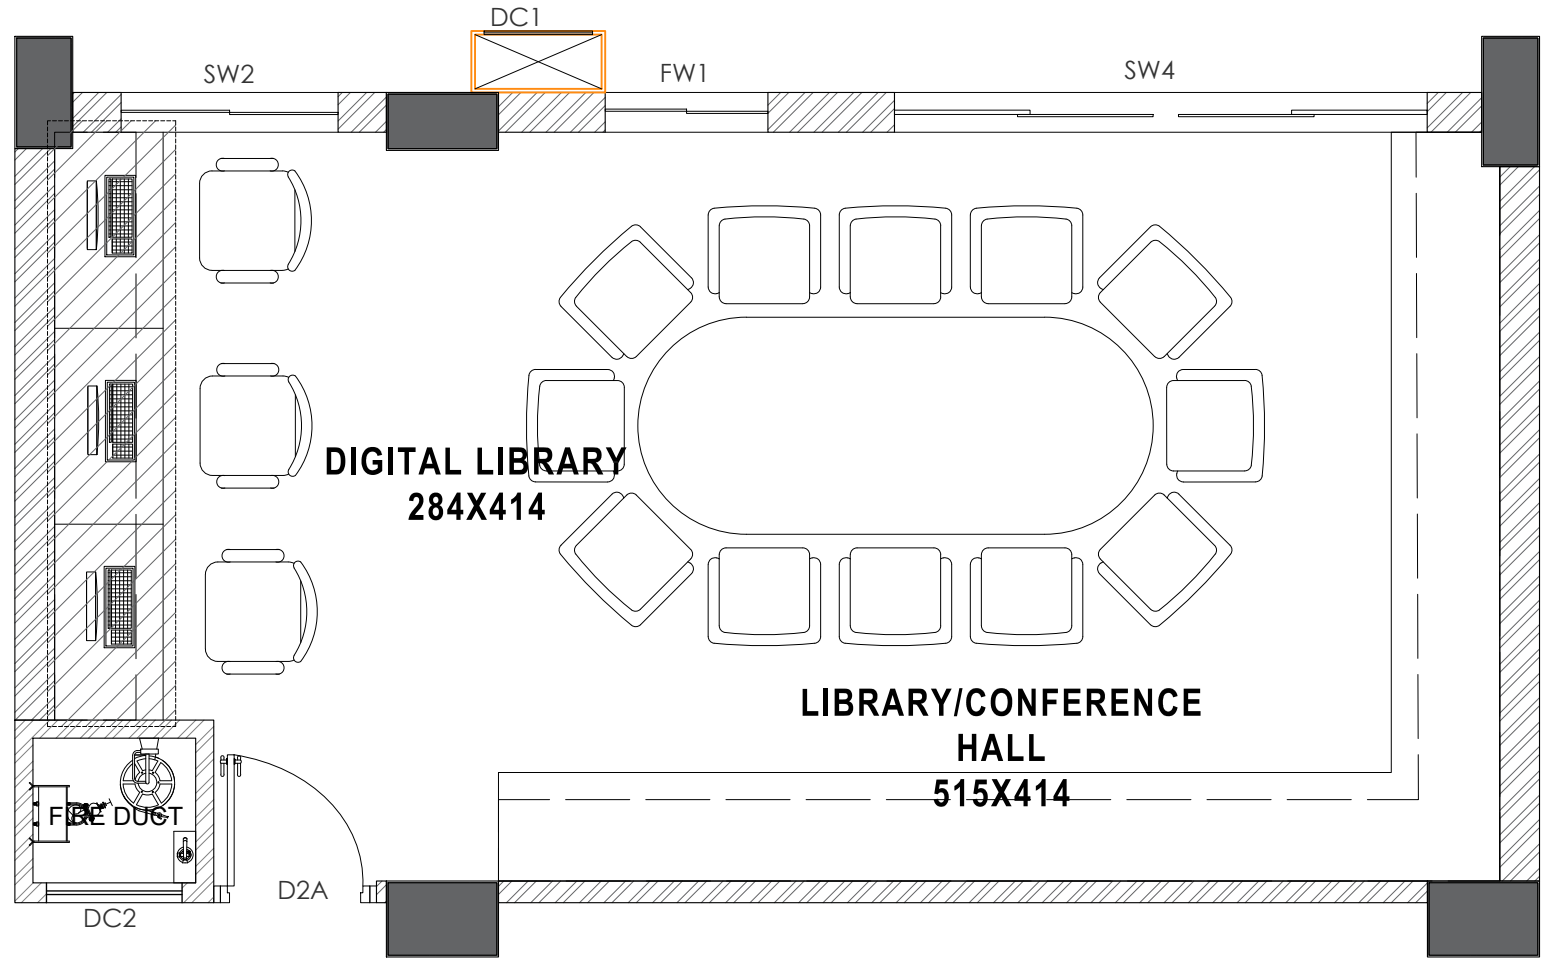 DC1
SW2
FW1
SW4
DIGITAL LIBRARY
284X414
LIBRARY/CONFERENCE
HALL
515X414
FIRE DUCT
D2A
DC2